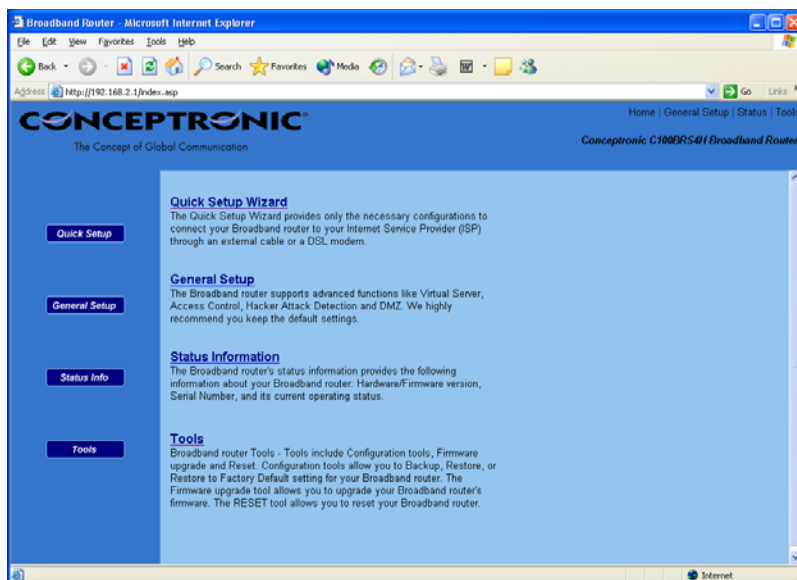 Broadband Router - Microsoft Internet Explorer
File Edit View Favorites Tools Help
Back Search Favorites Media
Address http://192.168.2.1/index.asp Go Links
CONCEPTRONIC
The Concept of Global Communication
Home | General Setup | Status | Tools
Conceptronic C100BRS4H Broadband Router
Quick Setup
Quick Setup Wizard
The Quick Setup Wizard provides only the necessary configurations to
connect your Broadband router to your Internet Service Provider (ISP)
through an external cable or a DSL modem.
General Setup
General Setup
The Broadband router supports advanced functions like Virtual Server,
Access Control, Hacker Attack Detection and DMZ. We highly
recommend you keep the default settings.
Status Info
Status Information
The Broadband router's status information provides the following
information about your Broadband router: Hardware/Firmware version,
Serial Number, and its current operating status.
Tools
Tools
Broadband router Tools - Tools include Configuration tools, Firmware
upgrade and Reset. Configuration tools allow you to Backup, Restore, or
Restore to Factory Default setting for your Broadband router. The
Firmware upgrade tool allows you to upgrade your Broadband router's
firmware. The RESET tool allows you to reset your Broadband router.
Internet